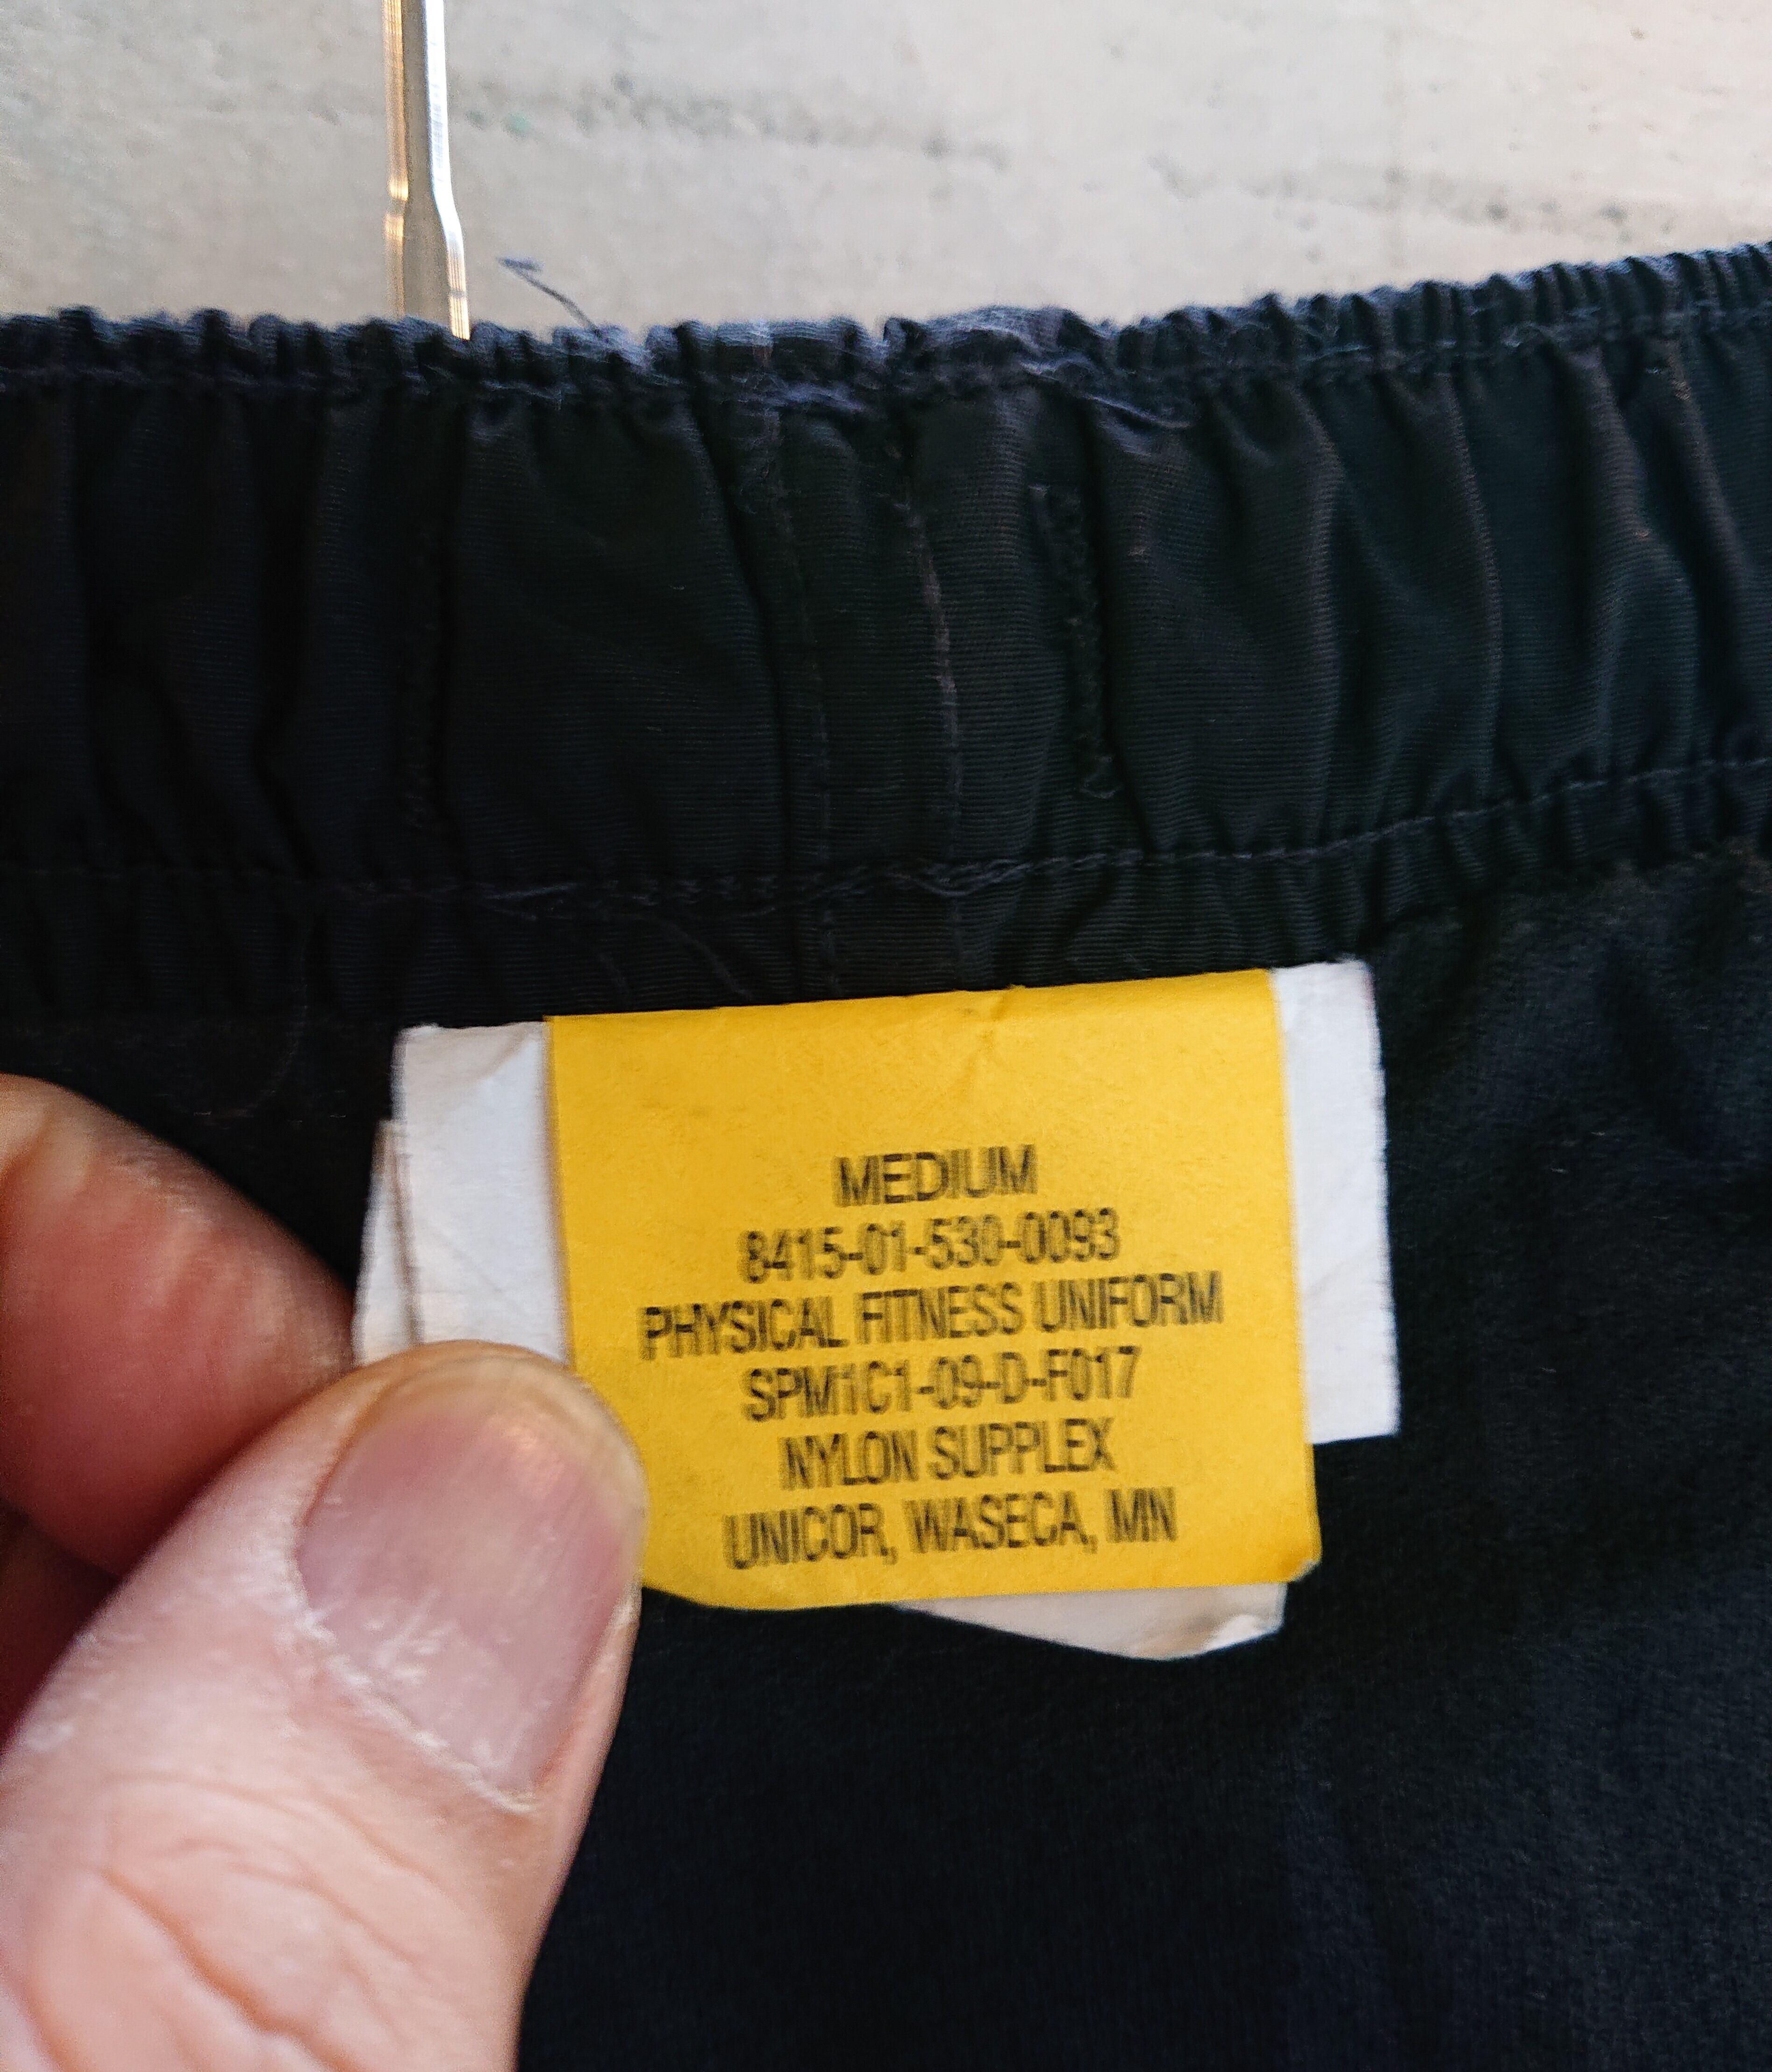 MEDIUM
8415-01-530-0093
PHYSICAL FITNESS UNIFORM
SPM1C1-09-D-F017
NYLON SUPPLEX
UNICOR, WASECA, MN